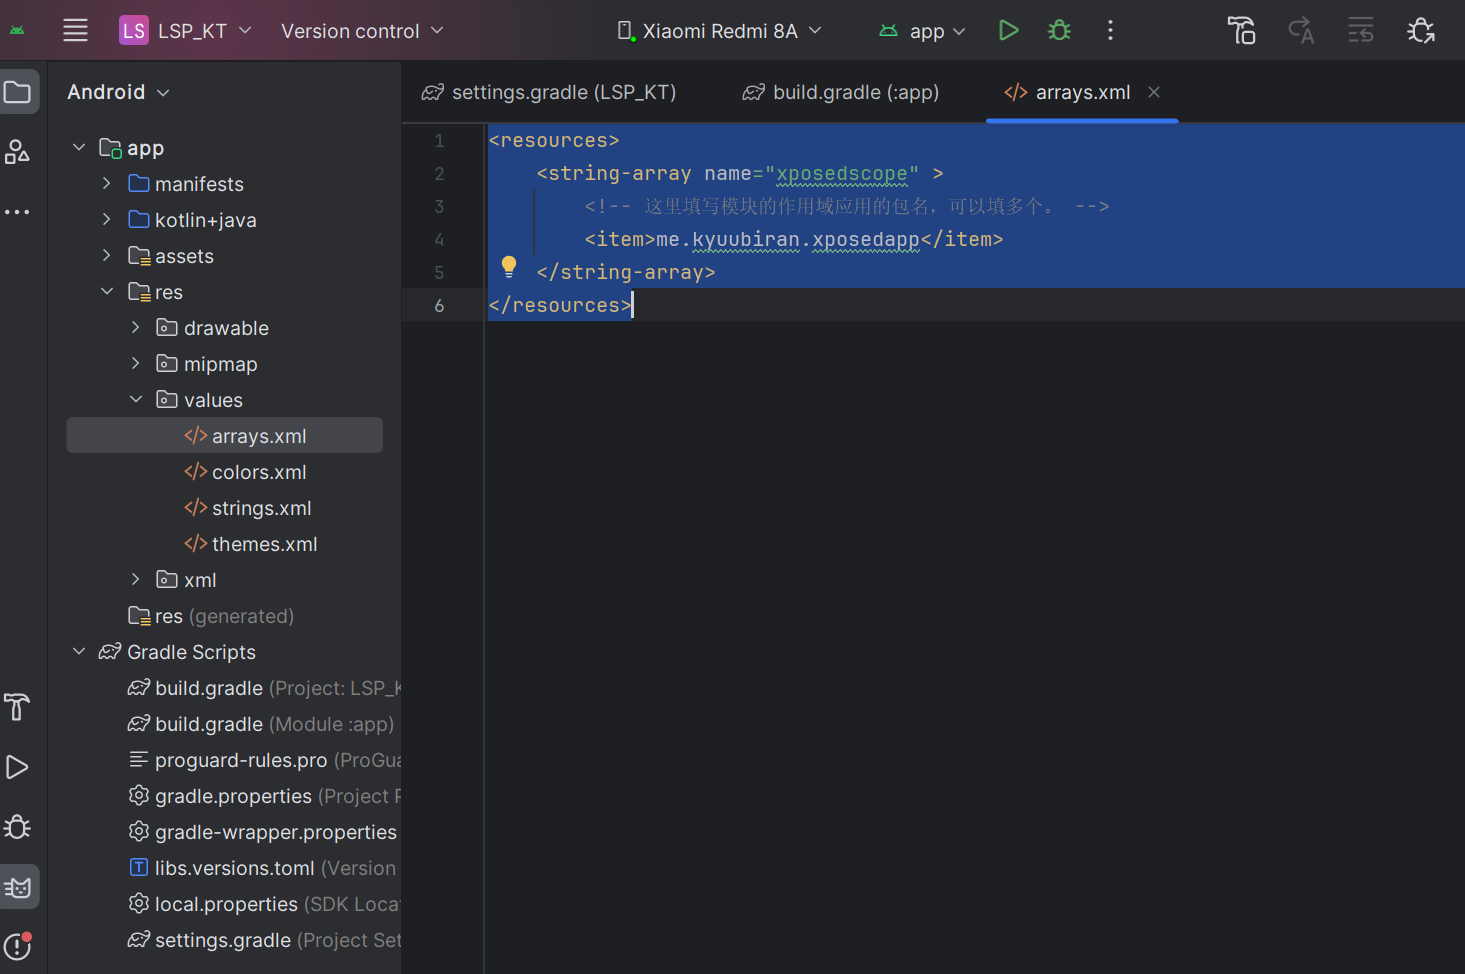 LS LSP_KT Version control Xiaomi Redmi 8A app
Android
settings.gradle (LSP_KT) build.gradle (:app) arrays.xml
app
manifests
kotlin+java
assets
res
drawable
mipmap
values
arrays.xml
colors.xml
strings.xml
themes.xml
xml
res (generated)
Gradle Scripts
build.gradle (Project: LSP_K
build.gradle (Module :app)
proguard-rules.pro (ProGua
gradle.properties (Project P
gradle-wrapper.properties
libs.versions.toml (Version
local.properties (SDK Loca
settings.gradle (Project Set
1 <resources>
2 <string-array name="xposedscope" >
3 <!-- 这里填写模块的作用域应用的包名，可以填多个。 -->
4 <item>me.kyuubiran.xposedapp</item>
5 </string-array>
6 </resources>